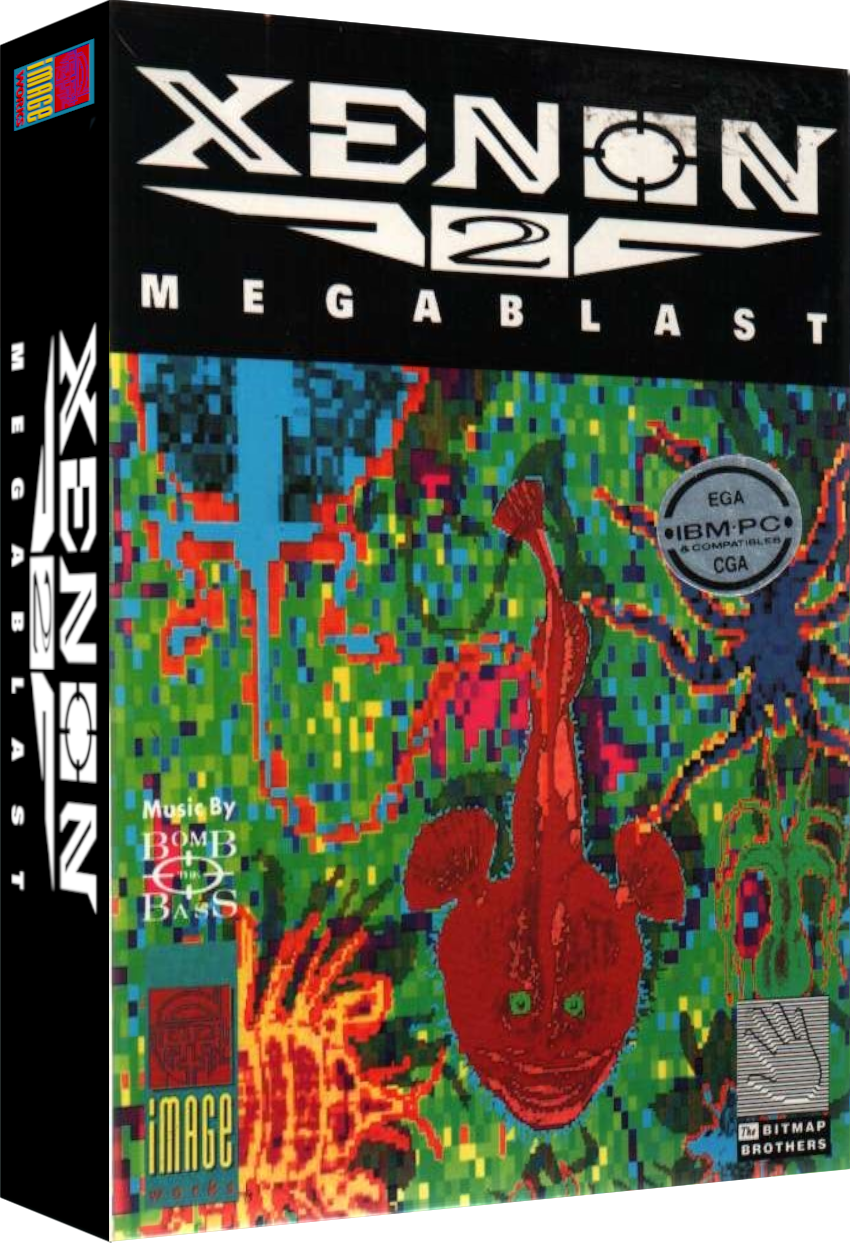 iMAGE
works
XENON
2
MEGABLAST
XENON
2
MEGABLAST
EGA
IBM·PC
& COMPATIBLES
CGA
Music By
BOMB
THE
BASS
iMAGE
works
The BITMAP
BROTHERS